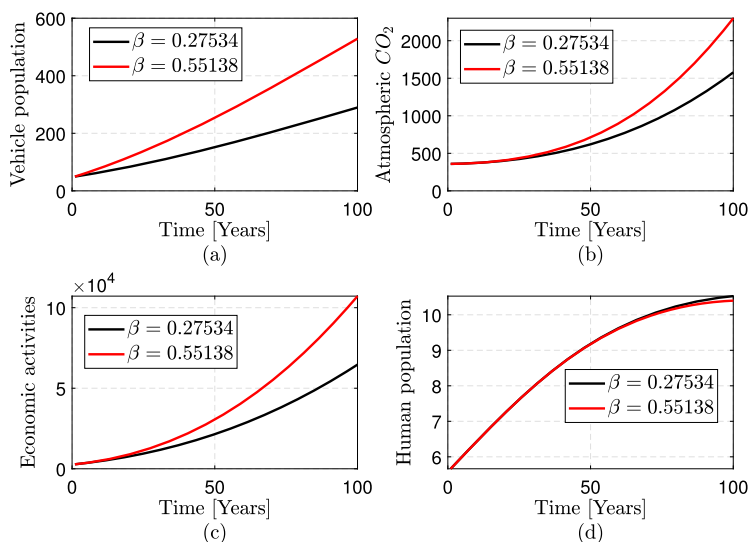 600
400
200
0
Vehicle population
β = 0.27534
β = 0.55138
0
50
100
Time [Years]
(a)
2000
1500
1000
500
0
Atmospheric CO₂
β = 0.27534
β = 0.55138
0
50
100
Time [Years]
(b)
×10⁴
10
5
0
Economic activities
β = 0.27534
β = 0.55138
0
50
100
Time [Years]
(c)
10
9
8
7
6
Human population
β = 0.27534
β = 0.55138
0
50
100
Time [Years]
(d)